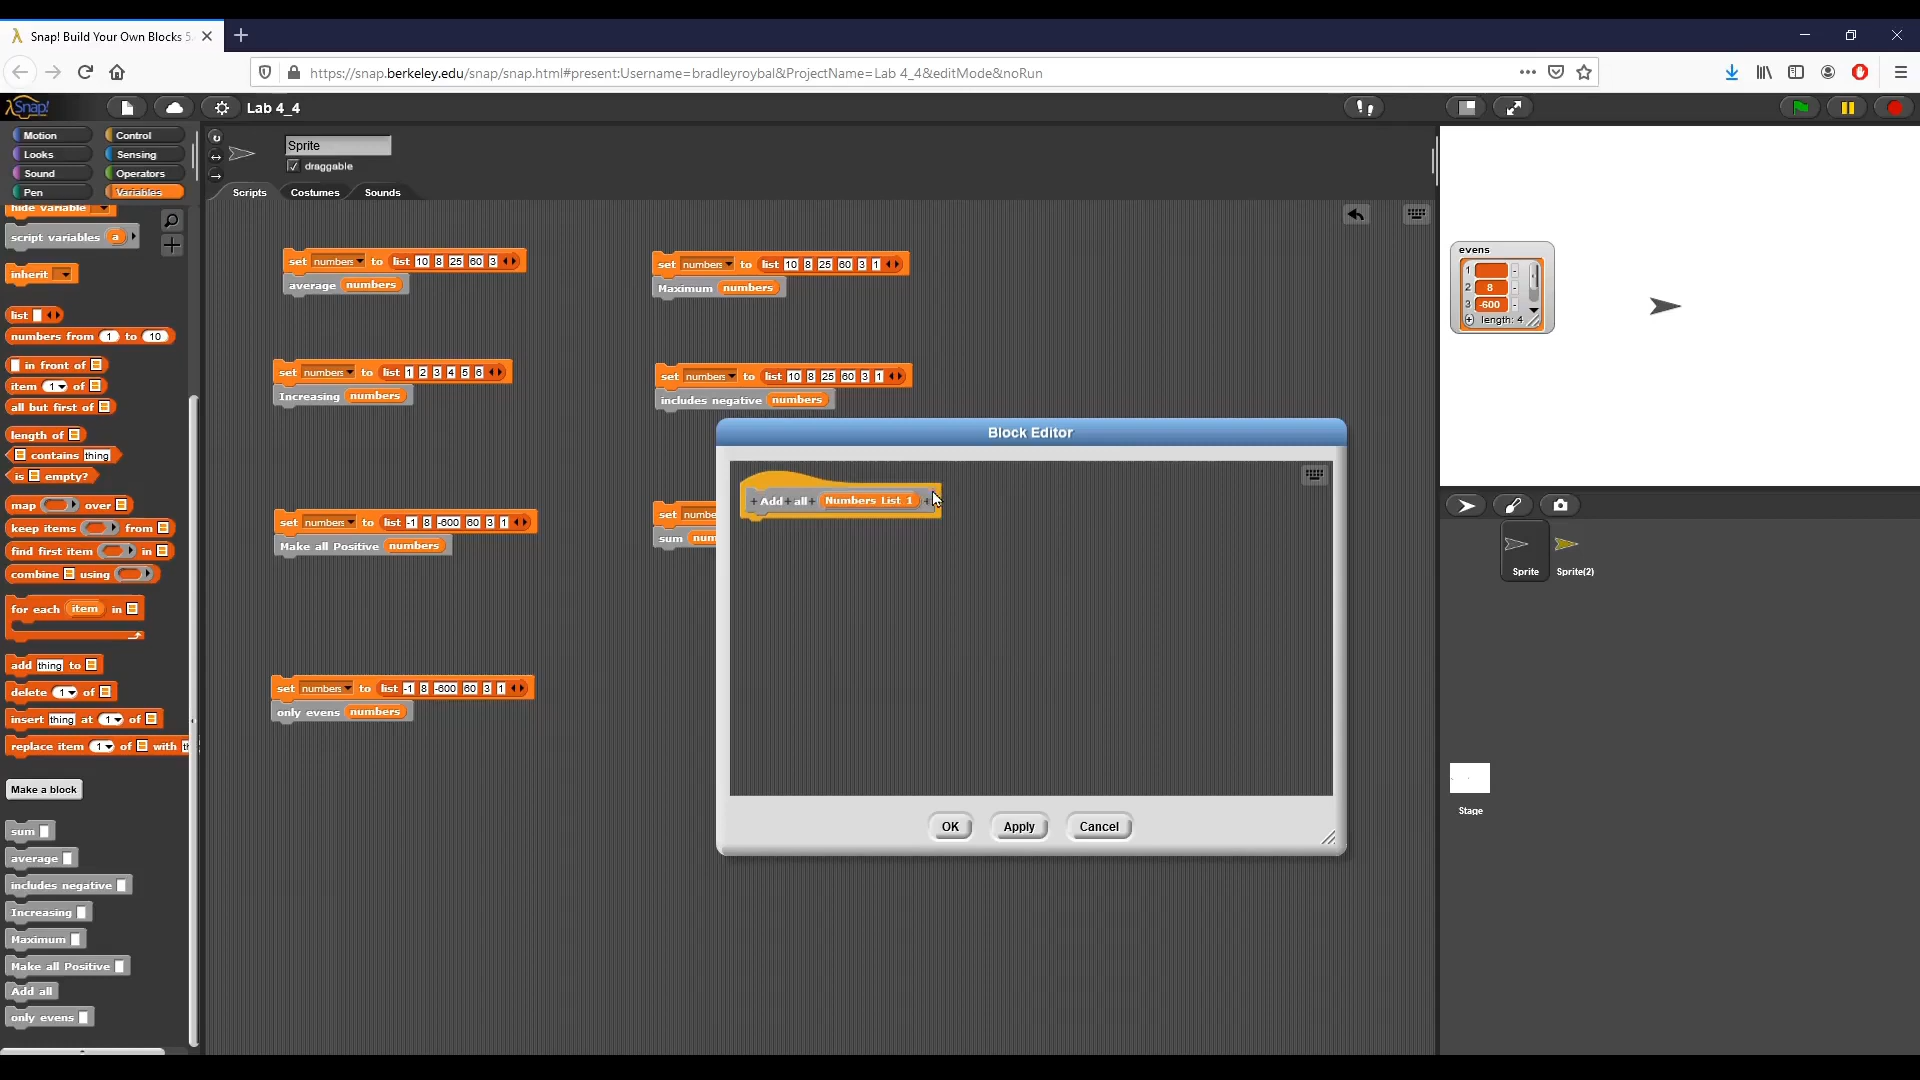 Snap! Build Your Own Blocks 5.
https://snap.berkeley.edu/snap/snap.html#present:Username=bradleyroybal&ProjectName=Lab 4_4&editMode&noRun
Snap!
Lab 4_4
Motion
Control
Looks
Sensing
Sound
Operators
Pen
Variables
Sprite
draggable
Scripts
Costumes
Sounds
hide variable
script variables a
inherit
list
numbers from 1 to 10
in front of
item 1 of
all but first of
length of
contains thing
is empty?
map over
keep items from
find first item in
combine using
for each item in
add thing to
delete 1 of
insert thing at 1 of
replace item 1 of with th
Make a block
sum
average
includes negative
Increasing
Maximum
Make all Positive
Add all
only evens
set numbers to list 10 8 25 60 3
average numbers
set numbers to list 10 8 25 60 3 1
Maximum numbers
set numbers to list 1 2 3 4 5 6
Increasing numbers
set numbers to list 10 8 25 60 3 1
includes negative numbers
set numbers to list -1 8 -600 60 3 1
Make all Positive numbers
set numbe
sum num
set numbers to list -1 8 -600 60 3 1
only evens numbers
Block Editor
+ Add + all + Numbers List 1 +
OK
Apply
Cancel
evens
1
2 8
3 -600
+ length: 4
Sprite
Sprite(2)
Stage